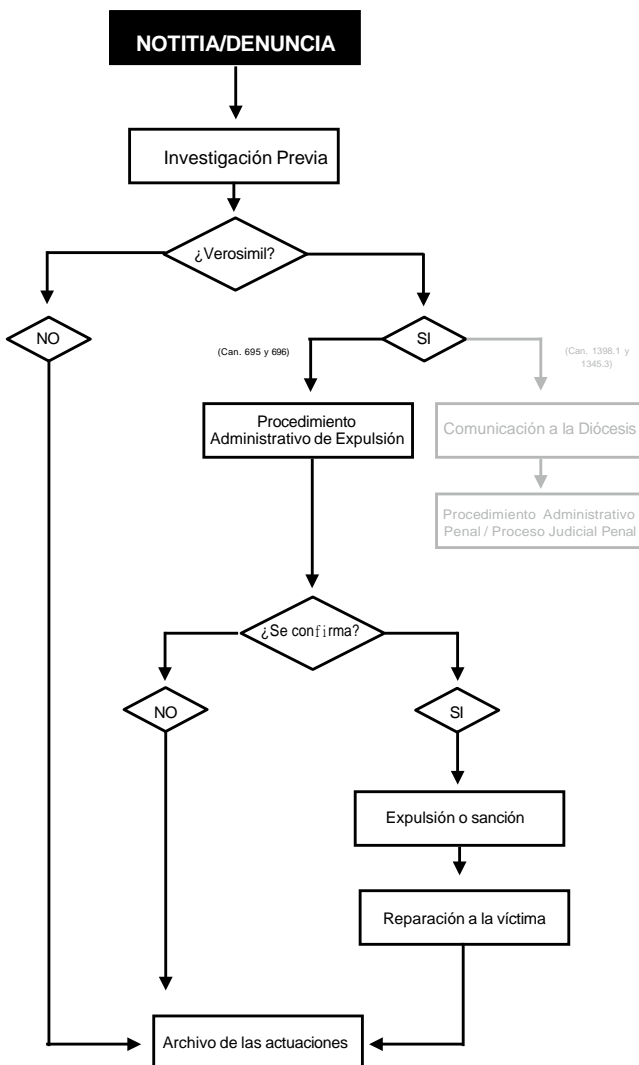 NOTITIA/DENUNCIA
Investigación Previa
¿Verosimil?
NO
SI
(Can. 695 y 696)
(Can. 1398.1 y
1345.3)
Procedimiento
Administrativo de Expulsión
Comunicación a la Diócesis
Procedimiento Administrativo
Penal / Proceso Judicial Penal
¿Se confirma?
NO
SI
Expulsión o sanción
Reparación a la víctima
Archivo de las actuaciones